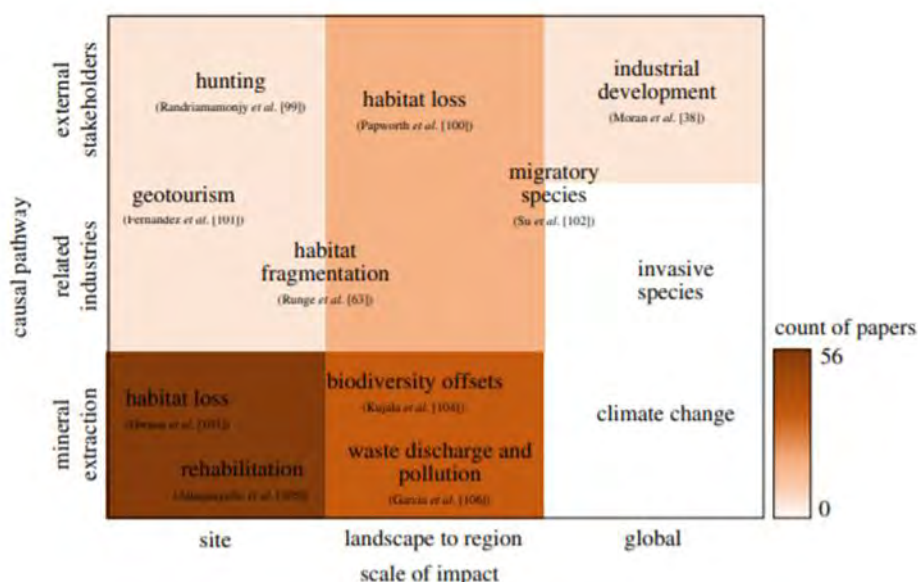 external
stakeholders
related
industries
mineral
extraction
causal pathway
hunting
(Randriamamonjy et al. [99])
habitat loss
(Papworth et al. [100])
industrial
development
(Moran et al. [38])
geotourism
(Fernandez et al. [101])
migratory
species
(Su et al. [102])
habitat
fragmentation
(Runge et al. [63])
invasive
species
habitat loss
et al.
biodiversity offsets
(Kujala et al. [104])
climate change
rehabilitation
et al.
waste discharge and
pollution
(Garcia et al. [106])
count of papers
56
0
site
landscape to region
global
scale of impact